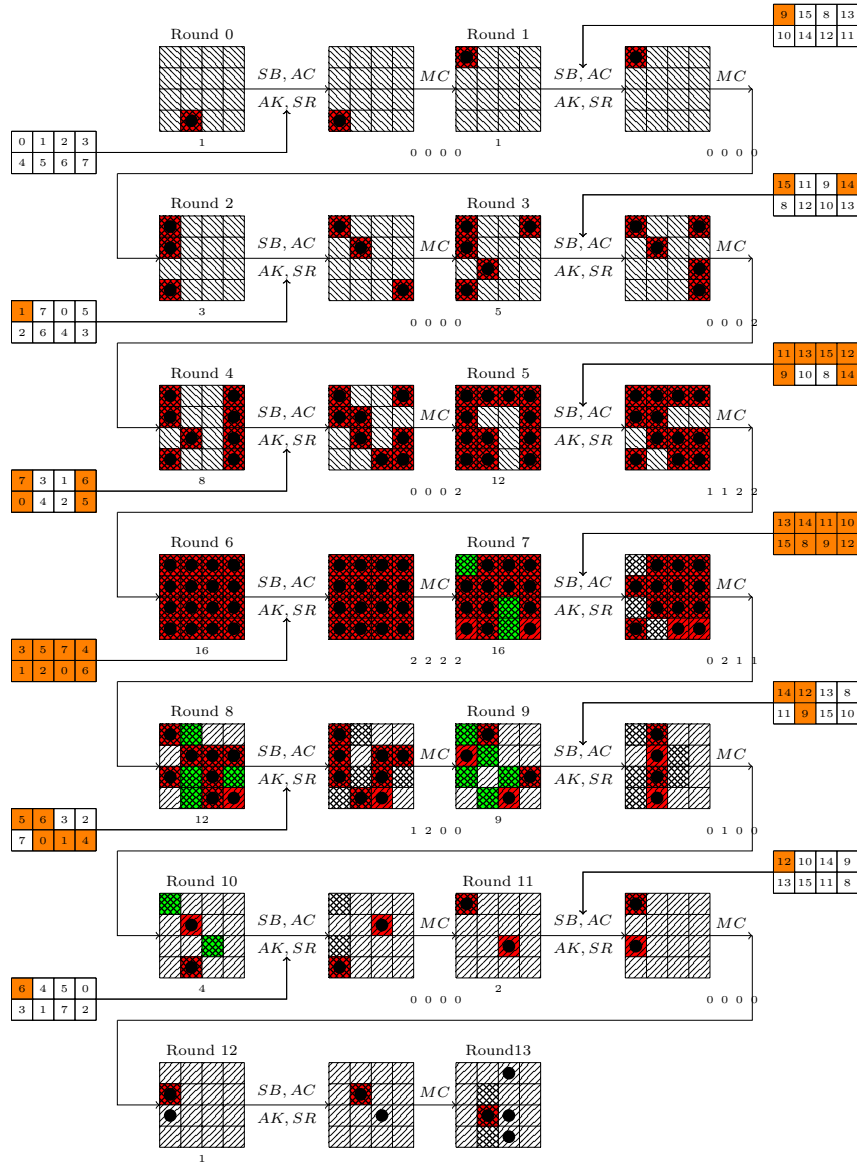 9 15 8 13
10 14 12 11
Round 0
Round 1
SB, AC
MC
SB, AC
MC
AK, SR
AK, SR
0 1 2 3
4 5 6 7
1
0 0 0 0
1
0 0 0 0
15 11 9 14
8 12 10 13
Round 2
Round 3
SB, AC
MC
SB, AC
MC
AK, SR
AK, SR
1 7 0 5
2 6 4 3
3
0 0 0 0
5
0 0 0 2
11 13 15 12
9 10 8 14
Round 4
Round 5
SB, AC
MC
SB, AC
MC
AK, SR
AK, SR
7 3 1 6
0 4 2 5
8
0 0 0 2
12
1 1 2 2
13 14 11 10
15 8 9 12
Round 6
Round 7
SB, AC
MC
SB, AC
MC
AK, SR
AK, SR
3 5 7 4
1 2 0 6
16
2 2 2 2
16
0 2 1 1
14 12 13 8
11 9 15 10
Round 8
Round 9
SB, AC
MC
SB, AC
MC
AK, SR
AK, SR
5 6 3 2
7 0 1 4
12
1 2 0 0
9
0 1 0 0
12 10 14 9
13 15 11 8
Round 10
Round 11
SB, AC
MC
SB, AC
MC
AK, SR
AK, SR
6 4 5 0
3 1 7 2
4
0 0 0 0
2
0 0 0 0
Round 12
Round13
SB, AC
MC
AK, SR
1